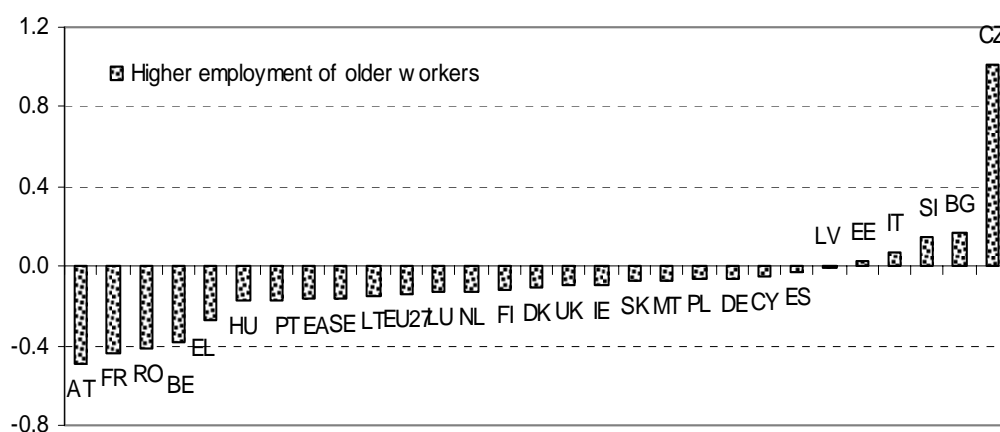 1.2
CZ
Higher employment of older workers
0.8
0.4
LV EE IT SI BG
0.0
HU PT EA SE LT EU27 LU NL FI DK UK IE SK MT PL DE CY ES
EL
-0.4
AT FR RO BE
-0.8